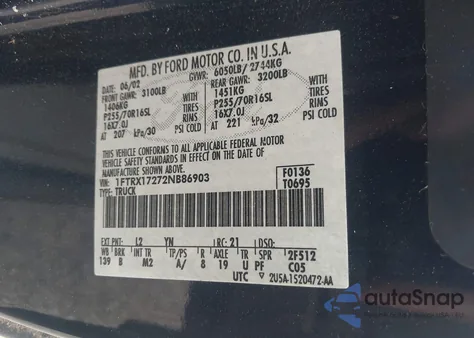 MFD. BY FORD MOTOR CO. IN U.S.A.
DATE: 06/02 GVWR: 6050LB/ 2744KG
FRONT GAWR: 3100LB REAR GAWR: 3200LB
1406KG WITH 1451KG WITH
P255/70R16SL TIRES P255/70R16SL TIRES
16X7.0J RIMS 16X7.0J RIMS
AT 207 kPa/30 PSI COLD AT 221 kPa/32 PSI COLD
THIS VEHICLE CONFORMS TO ALL APPLICABLE FEDERAL MOTOR
VEHICLE SAFETY STANDARDS IN EFFECT ON THE DATE OF
MANUFACTURE SHOWN ABOVE.
VIN: 1FTRX17272NB86903 F0136
TYPE: TRUCK T0695
EXT PNT: L2 YN RC: 21 DSO:
WB BRK INT TR TP/PS R AXLE TR SPR 2F512
139 B M2 A/ 8 19 U PF C05
UTC 2U5A-1520472-AA
autoSnap